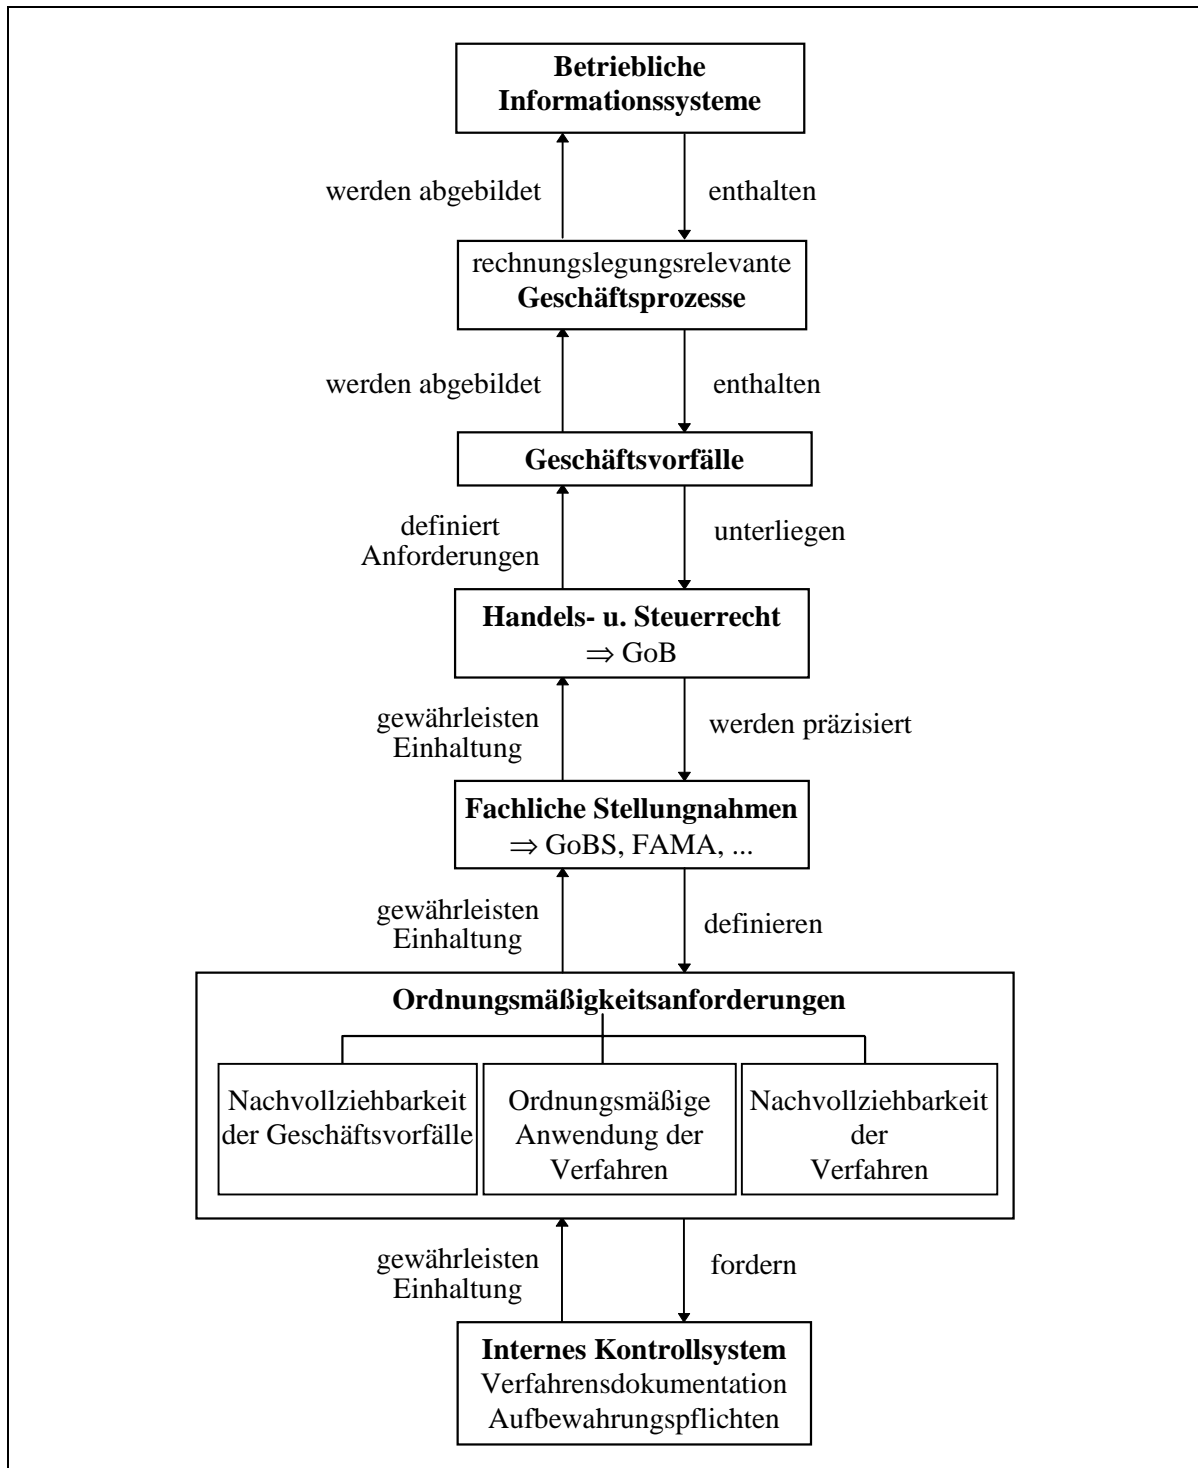 Betriebliche
Informationssysteme
werden abgebildet
enthalten
rechnungslegungsrelevante
Geschäftsprozesse
werden abgebildet
enthalten
Geschäftsvorfälle
definiert
Anforderungen
unterliegen
Handels- u. Steuerrecht
⇒ GoB
gewährleisten
Einhaltung
werden präzisiert
Fachliche Stellungnahmen
⇒ GoBS, FAMA, ...
gewährleisten
Einhaltung
definieren
Ordnungsmäßigkeitsanforderungen
Nachvollziehbarkeit
der Geschäftsvorfälle
Ordnungsmäßige
Anwendung der
Verfahren
Nachvollziehbarkeit
der
Verfahren
gewährleisten
Einhaltung
fordern
Internes Kontrollsystem
Verfahrensdokumentation
Aufbewahrungspflichten